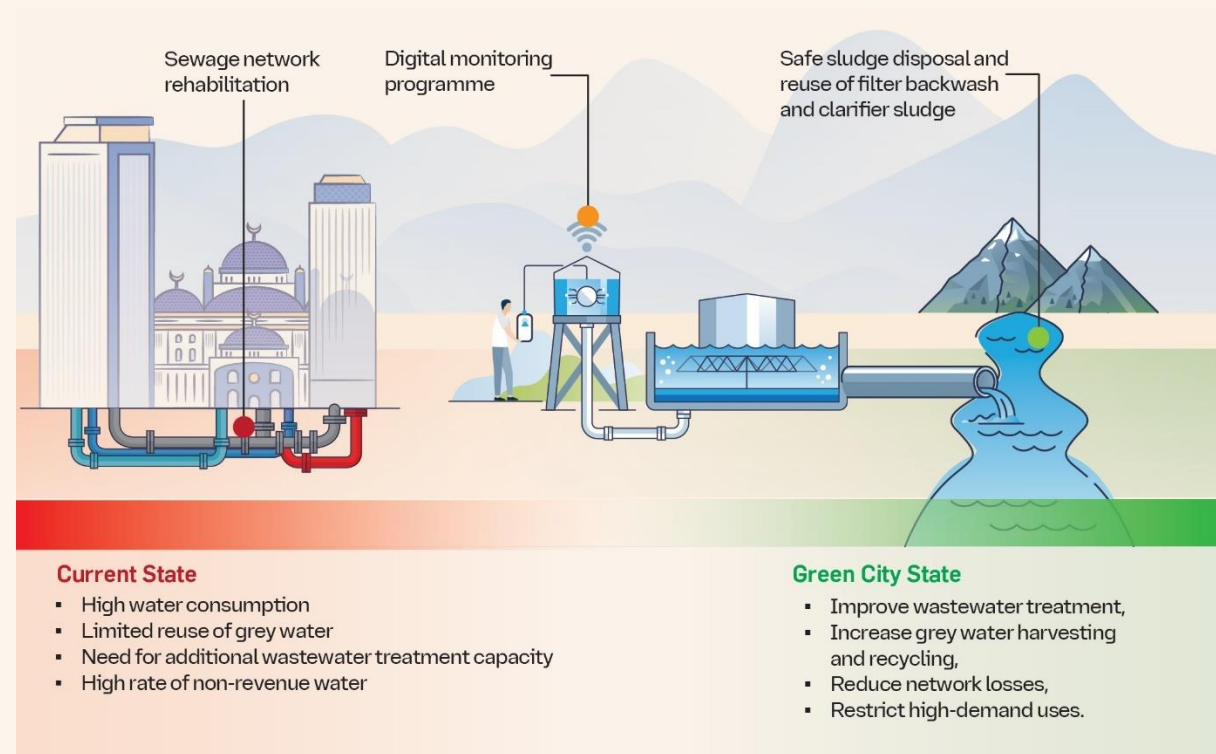 Sewage network
rehabilitation
Digital monitoring
programme
Safe sludge disposal and
reuse of filter backwash
and clarifier sludge
Current State
▪ High water consumption
▪ Limited reuse of grey water
▪ Need for additional wastewater treatment capacity
▪ High rate of non-revenue water
Green City State
▪ Improve wastewater treatment,
▪ Increase grey water harvesting
and recycling,
▪ Reduce network losses,
▪ Restrict high-demand uses.